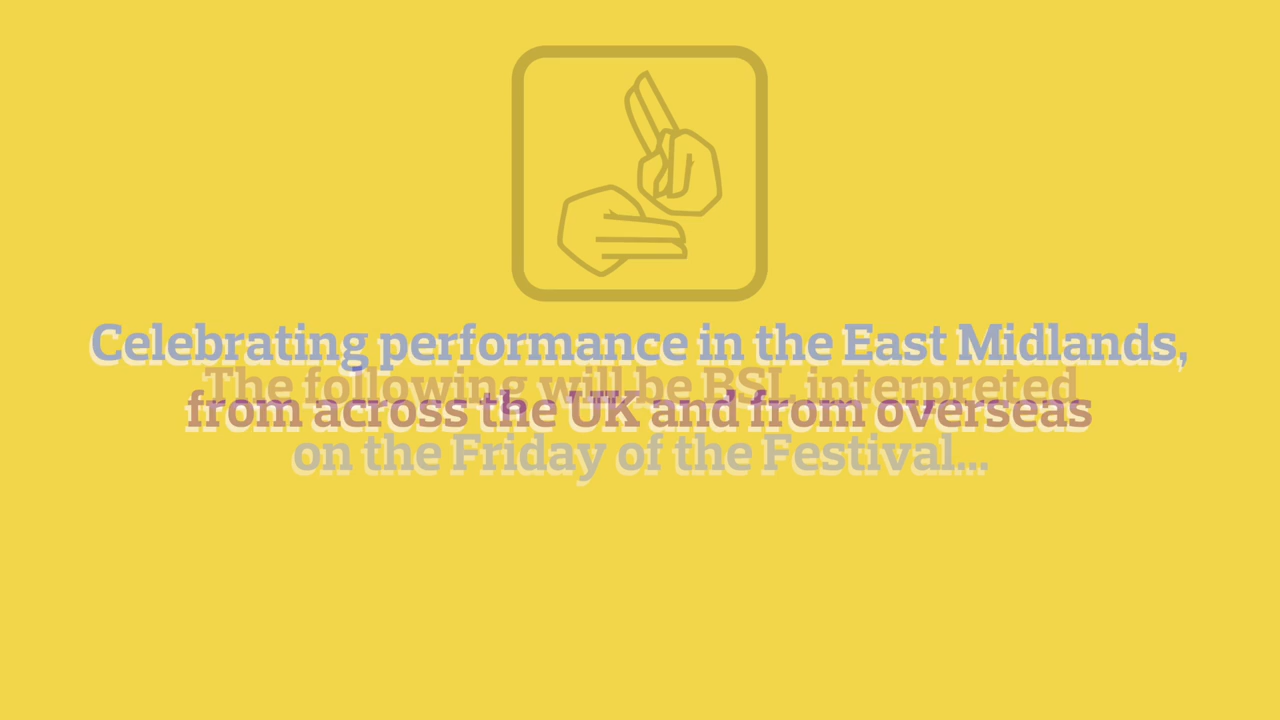 Celebrating performance in the East Midlands,
The following will be BSL interpreted
from across the UK and from overseas
on the Friday of the Festival...